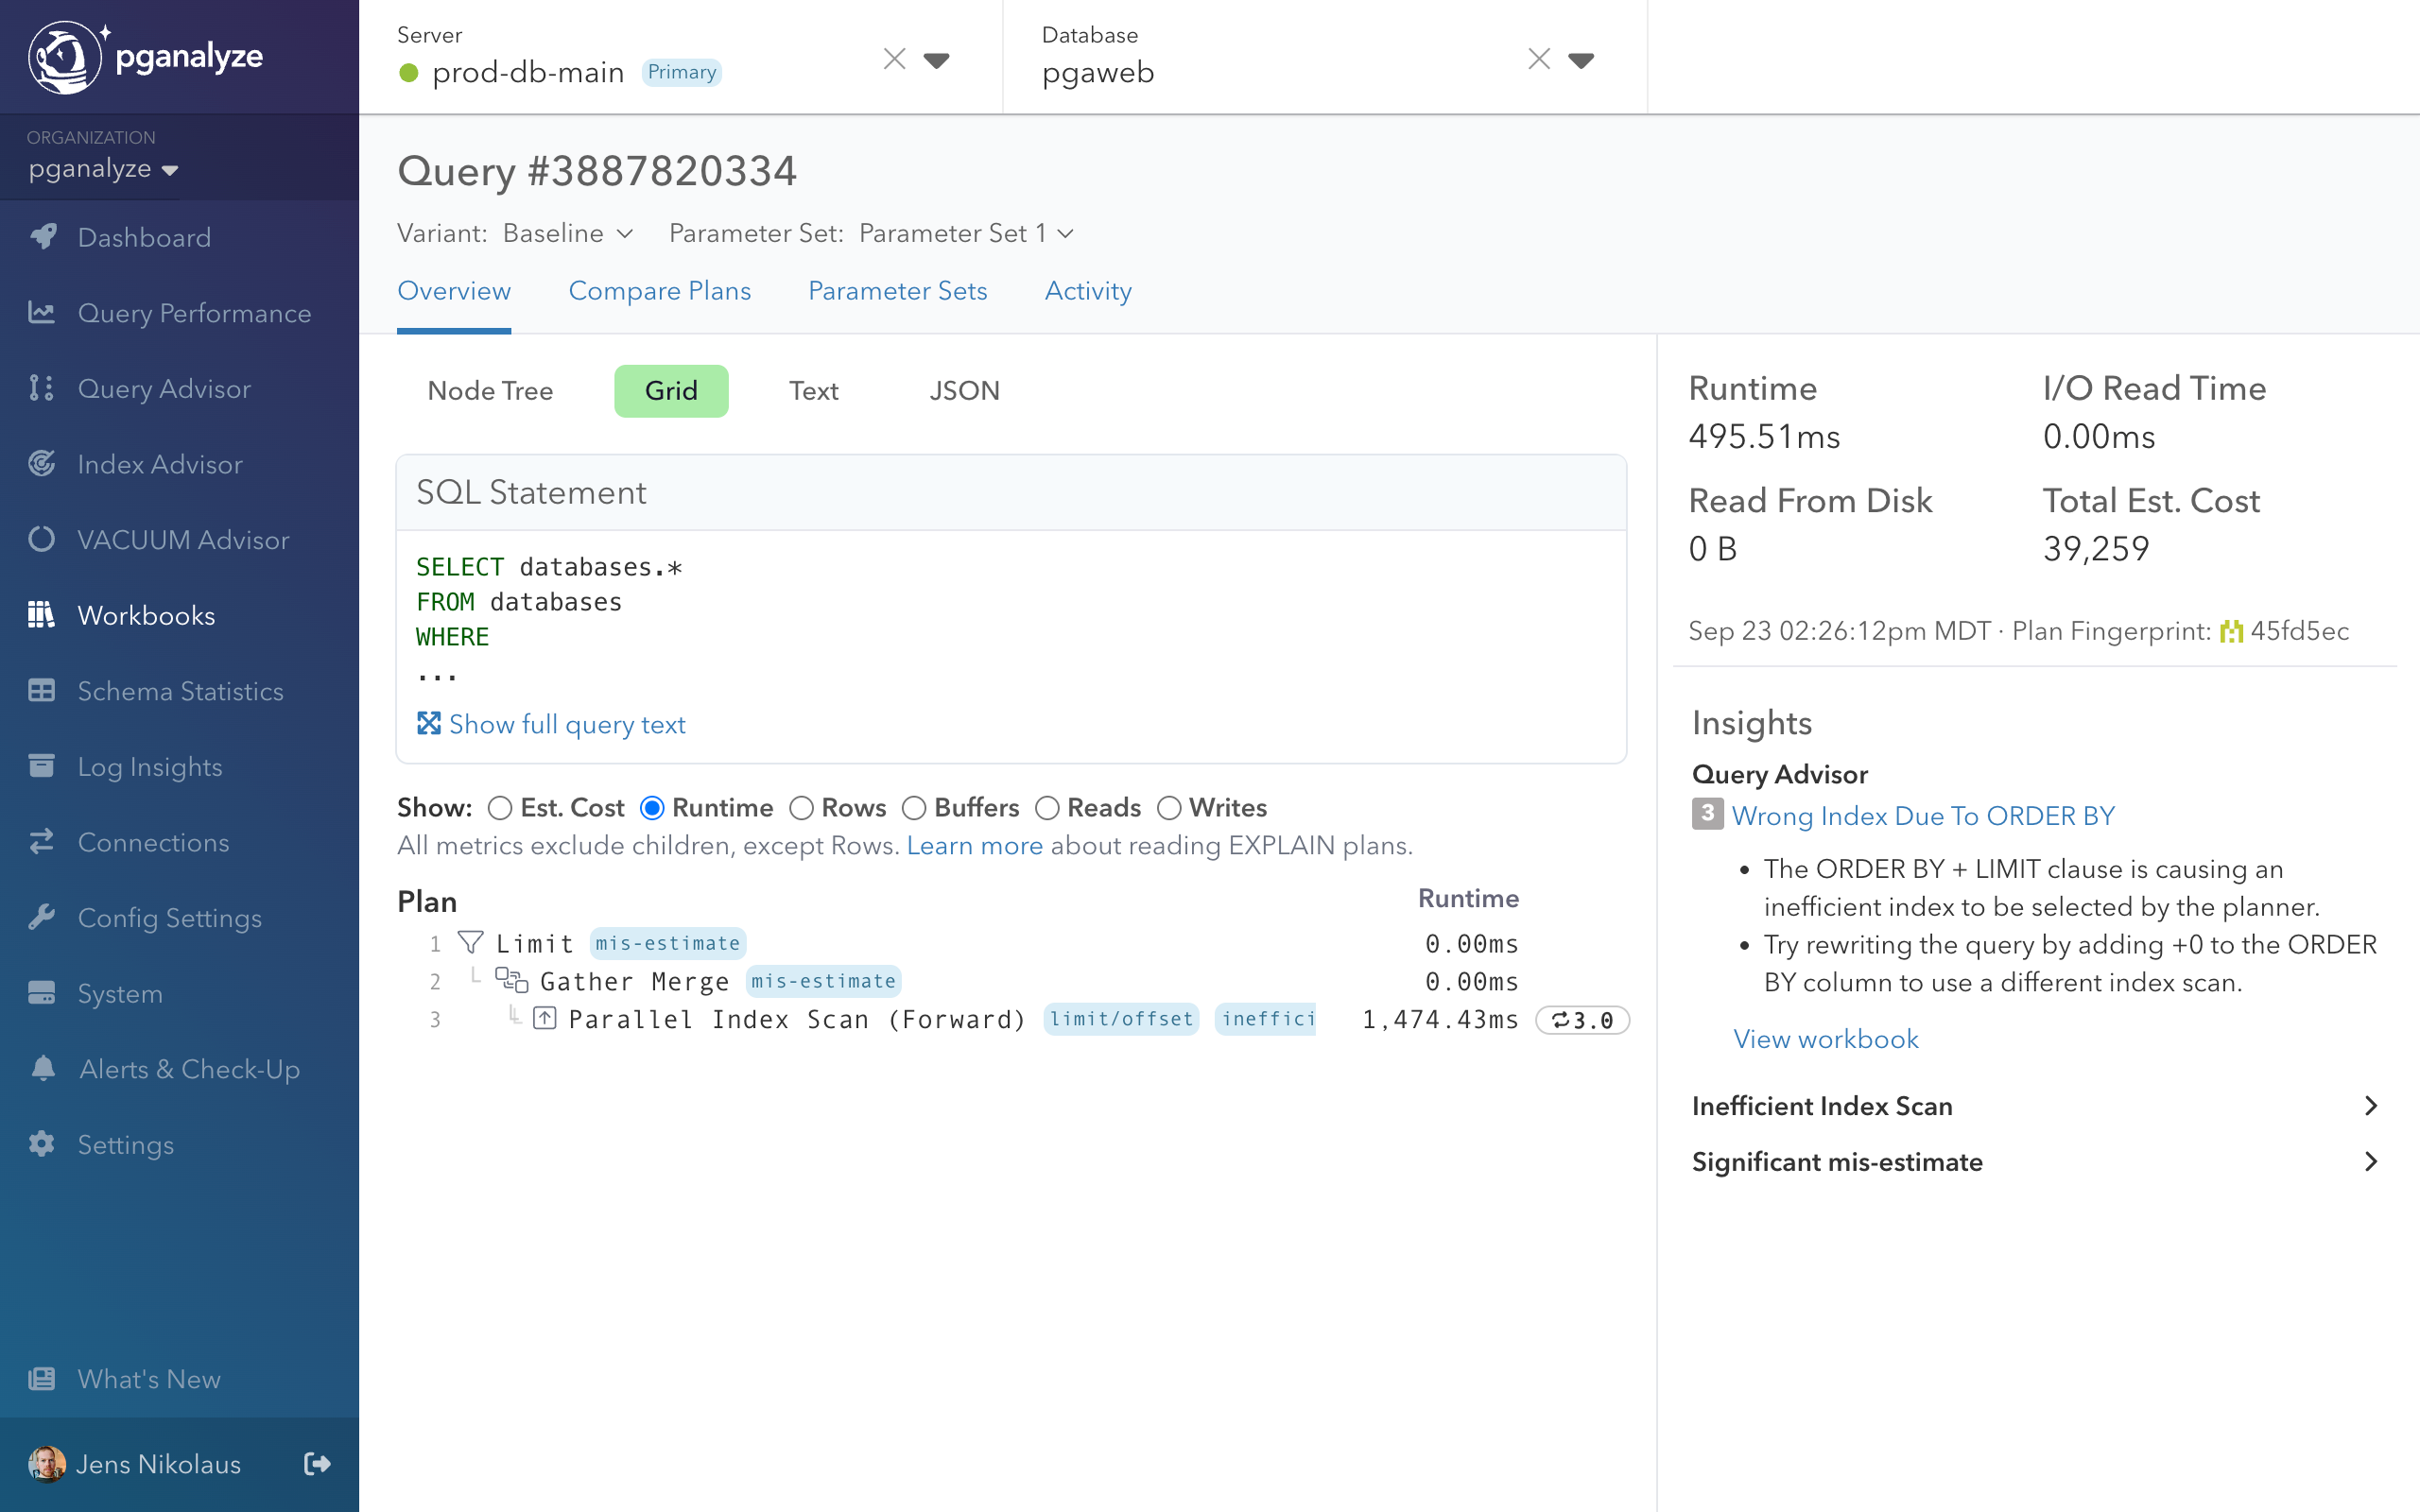 pganalyze
ORGANIZATION
pganalyze
Dashboard
Query Performance
Query Advisor
Index Advisor
VACUUM Advisor
Workbooks
Schema Statistics
Log Insights
Connections
Config Settings
System
Alerts & Check-Up
Settings
What's New
Jens Nikolaus
Server
prod-db-main Primary
Database
pgaweb
Query #3887820334
Variant: Baseline Parameter Set: Parameter Set 1
Overview Compare Plans Parameter Sets Activity
Node Tree Grid Text JSON
SQL Statement
SELECT databases.*
FROM databases
WHERE
...
Show full query text
Show: Est. Cost Runtime Rows Buffers Reads Writes
All metrics exclude children, except Rows. Learn more about reading EXPLAIN plans.
Plan Runtime
1 Limit mis-estimate 0.00ms
2 Gather Merge mis-estimate 0.00ms
3 Parallel Index Scan (Forward) limit/offset ineffici 1,474.43ms 3.0
Runtime I/O Read Time
495.51ms 0.00ms
Read From Disk Total Est. Cost
0 B 39,259
Sep 23 02:26:12pm MDT · Plan Fingerprint: 45fd5ec
Insights
Query Advisor
3 Wrong Index Due To ORDER BY
• The ORDER BY + LIMIT clause is causing an
inefficient index to be selected by the planner.
• Try rewriting the query by adding +0 to the ORDER
BY column to use a different index scan.
View workbook
Inefficient Index Scan
Significant mis-estimate